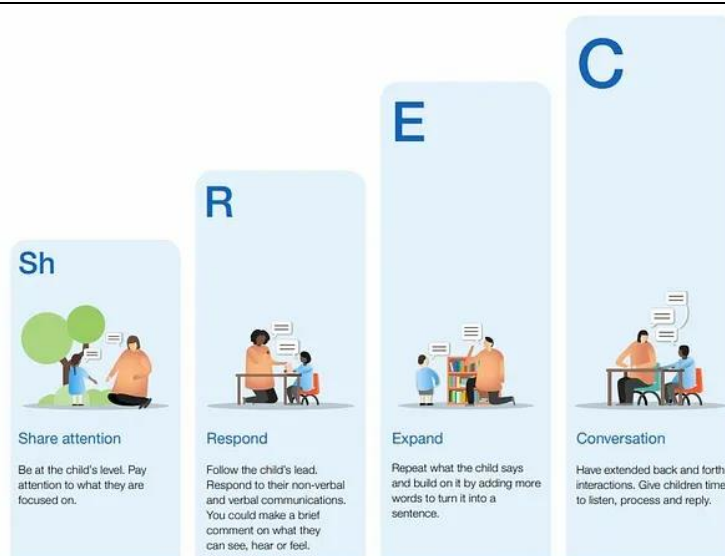 Sh
Share attention
Be at the child's level. Pay
attention to what they are
focused on.
R
Respond
Follow the child's lead.
Respond to their non-verbal
and verbal communications.
You could make a brief
comment on what they
can see, hear or feel.
E
Expand
Repeat what the child says
and build on it by adding more
words to turn it into a
sentence.
C
Conversation
Have extended back and forth
interactions. Give children time
to listen, process and reply.